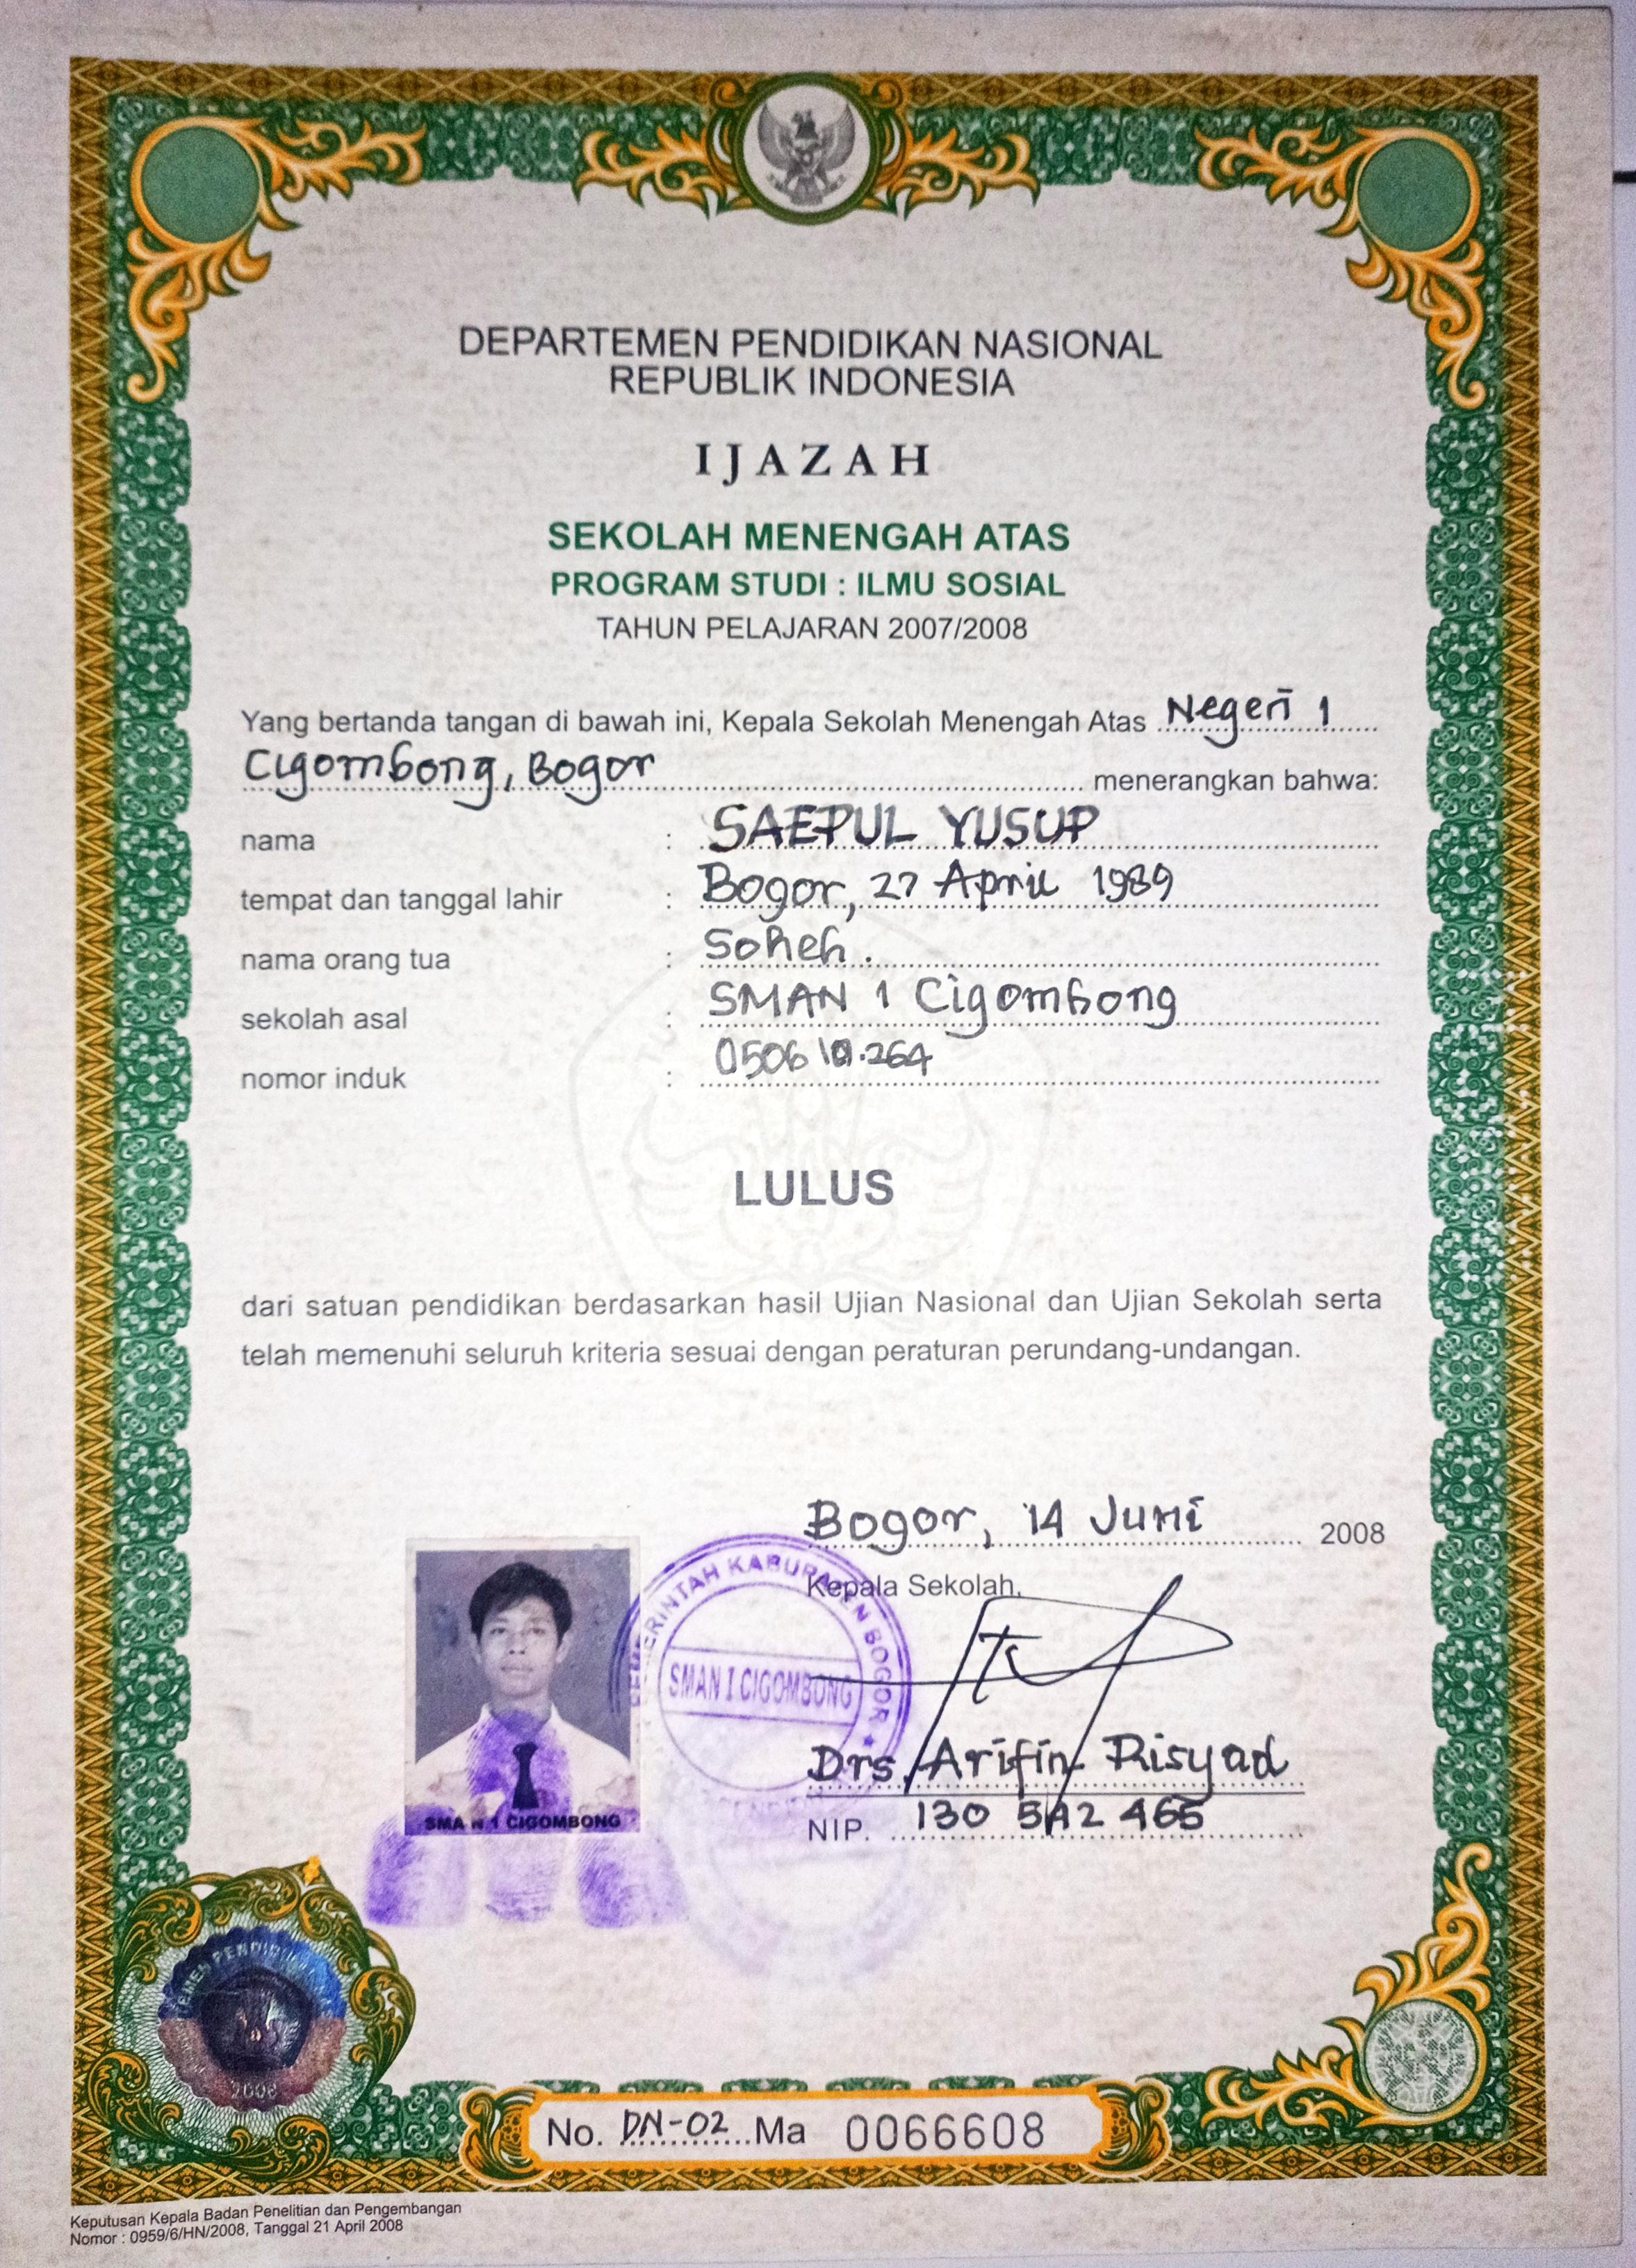 DEPARTEMEN PENDIDIKAN NASIONAL
REPUBLIK INDONESIA
IJAZAH
SEKOLAH MENENGAH ATAS
PROGRAM STUDI : ILMU SOSIAL
TAHUN PELAJARAN 2007/2008
Yang bertanda tangan di bawah ini, Kepala Sekolah Menengah Atas Negeri 1
Cigombong, Bogor menerangkan bahwa:
nama : SAEPUL YUSUP
tempat dan tanggal lahir : Bogor, 27 April 1989
nama orang tua : Soheh.
sekolah asal : SMAN 1 Cigombong
nomor induk : 050610.264
LULUS
dari satuan pendidikan berdasarkan hasil Ujian Nasional dan Ujian Sekolah serta
telah memenuhi seluruh kriteria sesuai dengan peraturan perundang-undangan.
Bogor, 14 Juni 2008
Kepala Sekolah,
PEMERINTAH KABUPATEN BOGOR
SMAN I CIGOMBONG
Drs. Arifin Risyad
NIP. 130 542 465
SMA N 1 CIGOMBONG
PENDIDIKAN
2008
No. DN-02 Ma 0066608
Keputusan Kepala Badan Penelitian dan Pengembangan
Nomor : 0959/6/HN/2008, Tanggal 21 April 2008